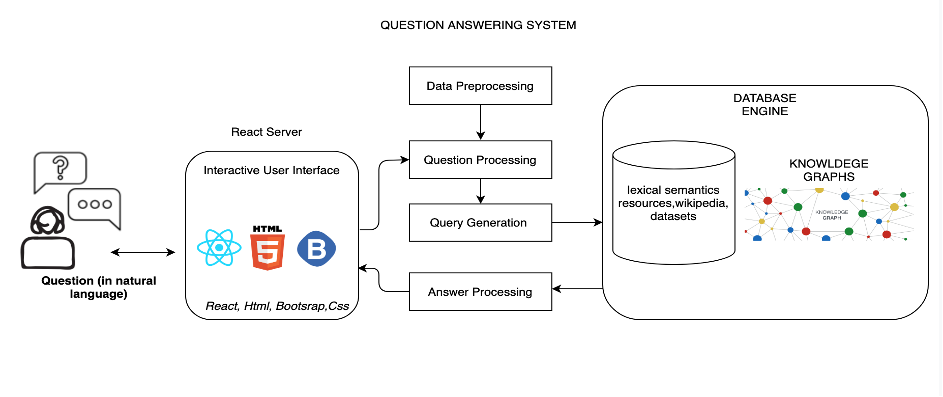 QUESTION ANSWERING SYSTEM
Data Preprocessing
DATABASE
ENGINE
React Server
Interactive User Interface
Question Processing
KNOWLDEGE
GRAPHS
lexical semantics
resources,wikipedia,
datasets
KNOWLEDGE
GRAPH
Query Generation
HTML
5
B
?
Question (in natural
language)
Answer Processing
React, Html, Bootsrap,Css